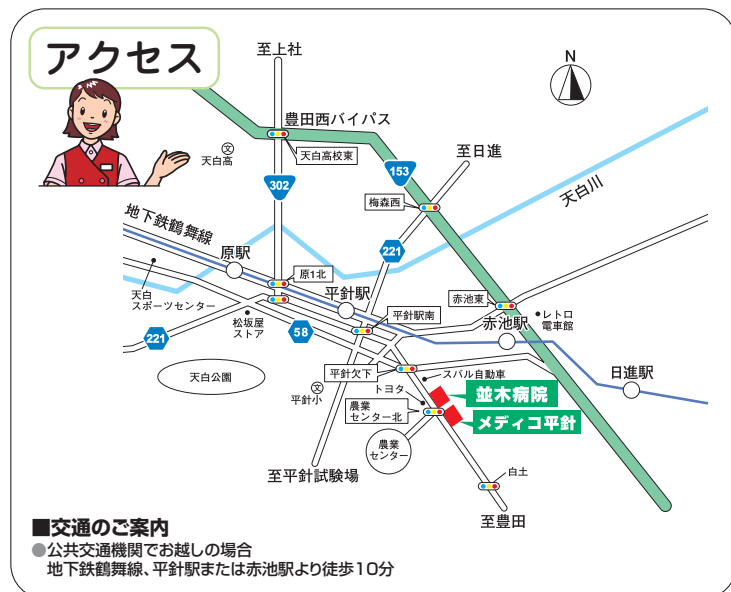 アクセス
至上社
N
豊田西バイパス
文
天白高
天白高校東
至日進
153
302
梅森西
天白川
地下鉄鶴舞線
221
原駅
原1北
平針駅
天白
スポーツセンター
松坂屋
ストア
58
平針駅南
赤池東
レトロ
電車館
赤池駅
221
平針欠下
スバル自動車
日進駅
天白公園
文
平針小
トヨタ
並木病院
農業
センター北
メディコ平針
農業
センター
至平針試験場
白土
至豊田
■交通のご案内
●公共交通機関でお越しの場合
地下鉄鶴舞線、平針駅または赤池駅より徒歩10分